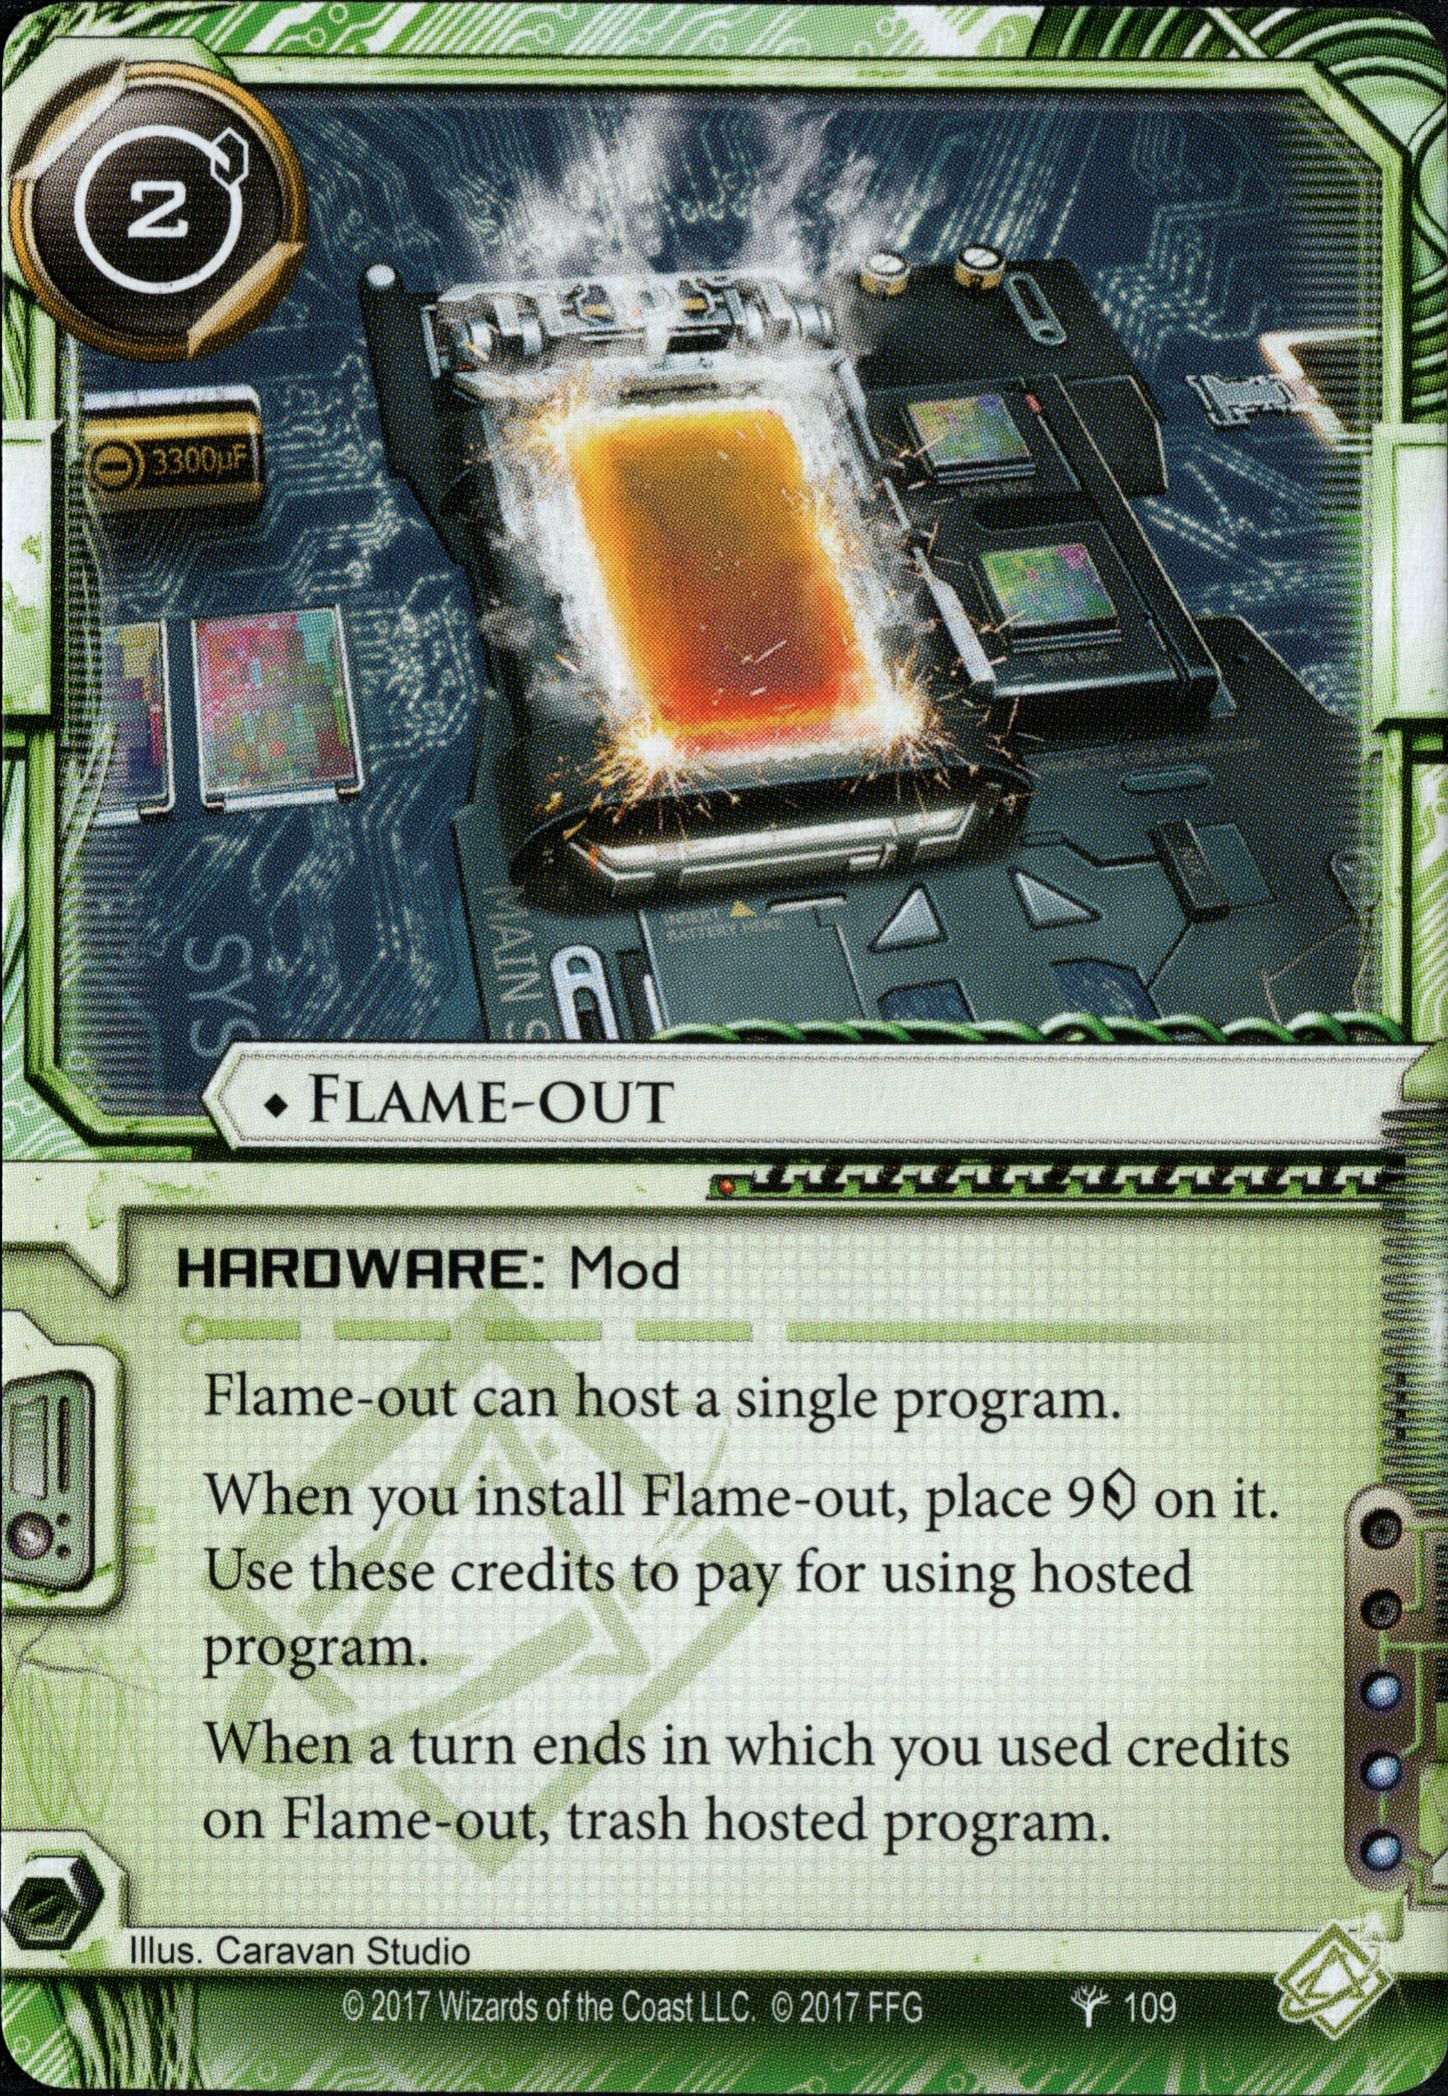 2
3300µF
SYS
MAIN S
INSERT
BATTERY
◆ FLAME-OUT
HARDWARE: Mod
Flame-out can host a single program.
When you install Flame-out, place 9 on it.
Use these credits to pay for using hosted
program.
When a turn ends in which you used credits
on Flame-out, trash hosted program.
Illus. Caravan Studio
© 2017 Wizards of the Coast LLC. © 2017 FFG
109